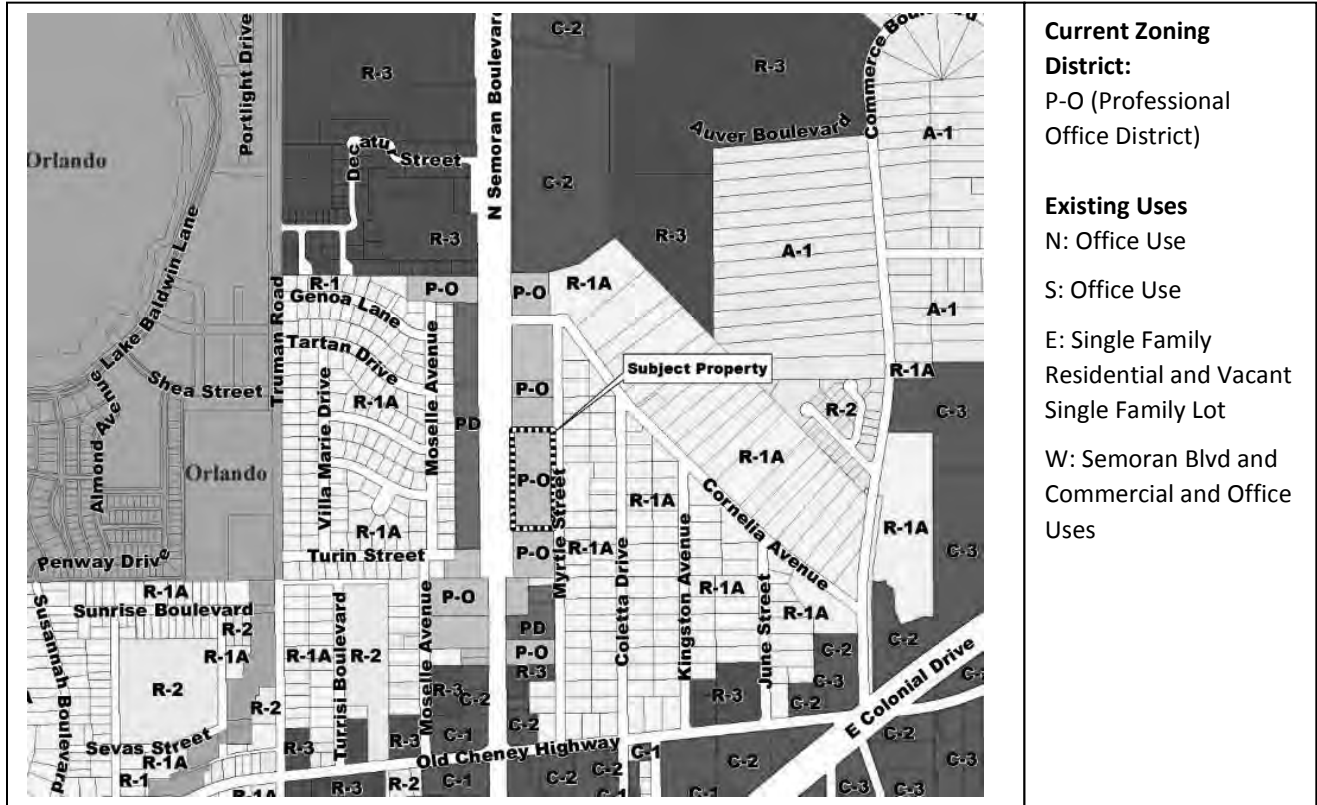 C-2
R-3
R-3
Portlight Drive
N Semoran Boulevard
Commerce Boulevard
Auver Boulevard
A-1
Orlando
Decatur Street
C-2
R-3
R-3
A-1
A-1
Lake Baldwin Lane
Truman Road
R-1
Genoa Lane
P-O
P-O
R-1A
Tartan Drive
Shea Street
Almond Avenue
Villa Marie Drive
R-1A
Moselle Avenue
PD
P-O
Subject Property
R-1A
R-2
C-3
Orlando
P-O
Myrtle Street
R-1A
R-1A
Cornelia Avenue
R-1A
R-1A
Turin Street
P-O
R-1A
C-3
Penway Drive
R-1A
Sunrise Boulevard
Susannah Boulevard
R-2
R-1A
R-2
R-2
R-1A
Turrisi Boulevard
R-2
Moselle Avenue
P-O
PD
P-O
R-3
Coletta Drive
Kingston Avenue
R-1A
June Street
R-1A
C-2
C-2
C-3
C-2
R-3
E Colonial Drive
Sevas Street
R-1A
R-1
R-1A
R-3
R-3
R-3
C-2
C-1
C-2
Old Cheney Highway
R-3
R-2
C-1
C-2
C-2
C-1
C-2
C-2
C-3
C-3
Current Zoning
District:
P-O (Professional
Office District)
Existing Uses
N: Office Use
S: Office Use
E: Single Family
Residential and Vacant
Single Family Lot
W: Semoran Blvd and
Commercial and Office
Uses